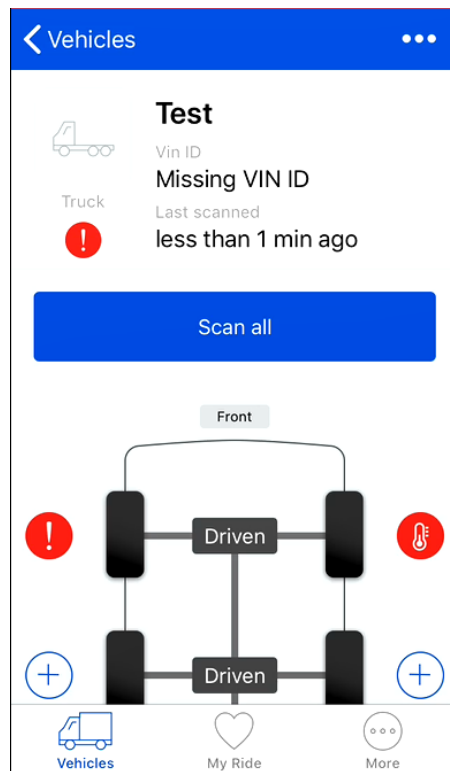 Vehicles
Test
Vin ID
Missing VIN ID
Truck
Last scanned
less than 1 min ago
Scan all
Front
Driven
Driven
Vehicles
My Ride
More